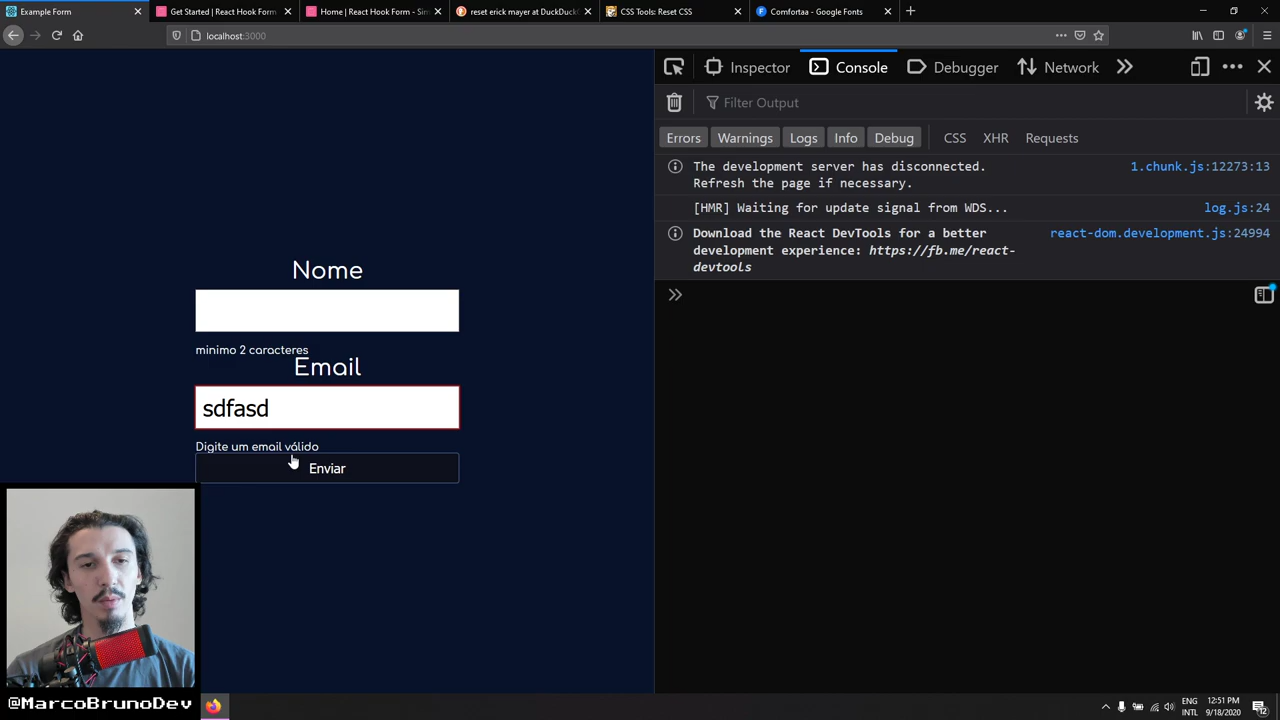 Example Form
Get Started | React Hook Form
Home | React Hook Form - Sim
reset erick mayer at DuckDuck
CSS Tools: Reset CSS
Comfortaa - Google Fonts
localhost:3000
Inspector
Console
Debugger
Network
Filter Output
Errors
Warnings
Logs
Info
Debug
CSS
XHR
Requests
The development server has disconnected.
Refresh the page if necessary.
1.chunk.js:12273:13
[HMR] Waiting for update signal from WDS...
log.js:24
Download the React DevTools for a better
development experience: https://fb.me/react-
devtools
react-dom.development.js:24994
Nome
minimo 2 caracteres
Email
sdfasd
Digite um email válido
Enviar
@MarcoBrunoDev
ENG
INTL
12:51 PM
9/18/2020
12